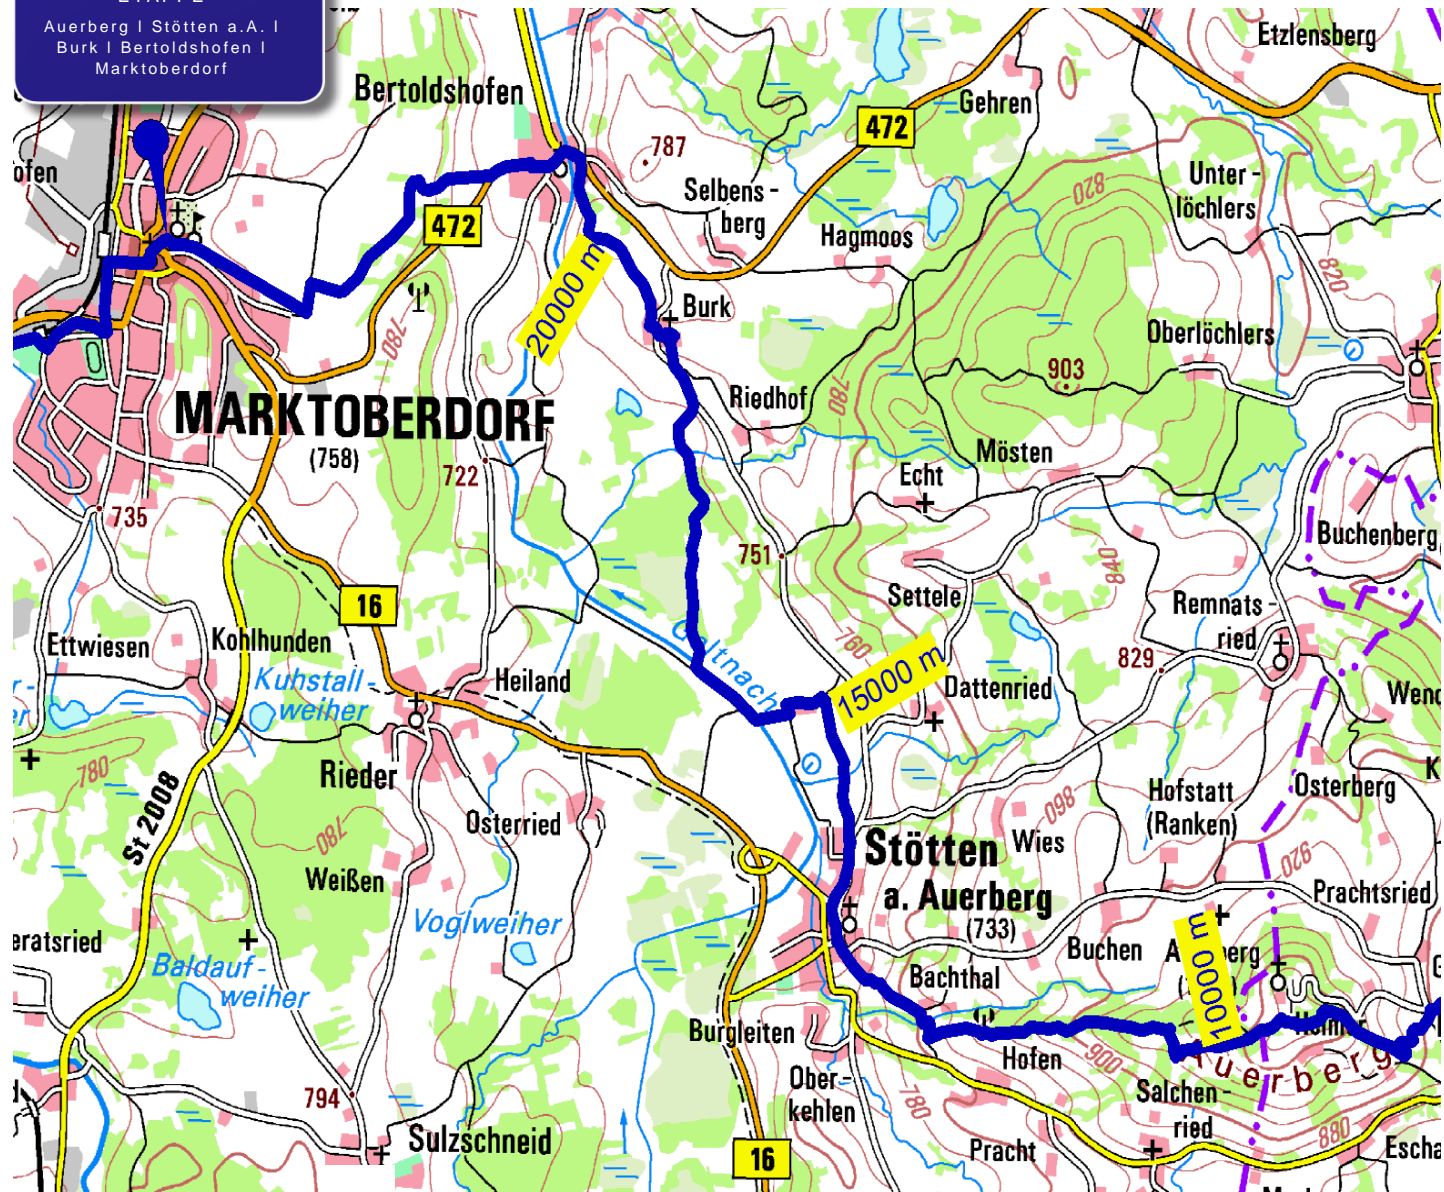 Auerberg I Stötten a.A. I
Burk I Bertoldshofen I
Marktoberdorf
Etzlensberg
Bertoldshofen
Gehren
472
787
ofen
Selbens-
berg
820
Unter-
löchlers
472
Hagmoos
820
20000 m
Burk
780
Oberlöchlers
903
Riedhof
780
MARKTOBERDORF
(758)
722
Echt
Mösten
735
Buchenberg
751
840
Settele
16
Remnats-
ried
Ettwiesen
Kohlhunden
760
829
Geltnach
Kuhstall-
weiher
Heiland
15000 m
Dattenried
Wend
780
Rieder
St 2008
Hofstatt
(Ranken)
Osterberg
K
860
Osterried
780
Stötten
a. Auerberg
(733)
Wies
Weißen
920
Prachtsried
Voglweiher
eratsried
Buchen
10000 m
Baldauf-
weiher
Bachthal
Burgleiten
Hofen
900
Auerberg
Ober-
kehlen
780
Salchen-
ried
794
880
Sulzschneid
16
Pracht
Escha